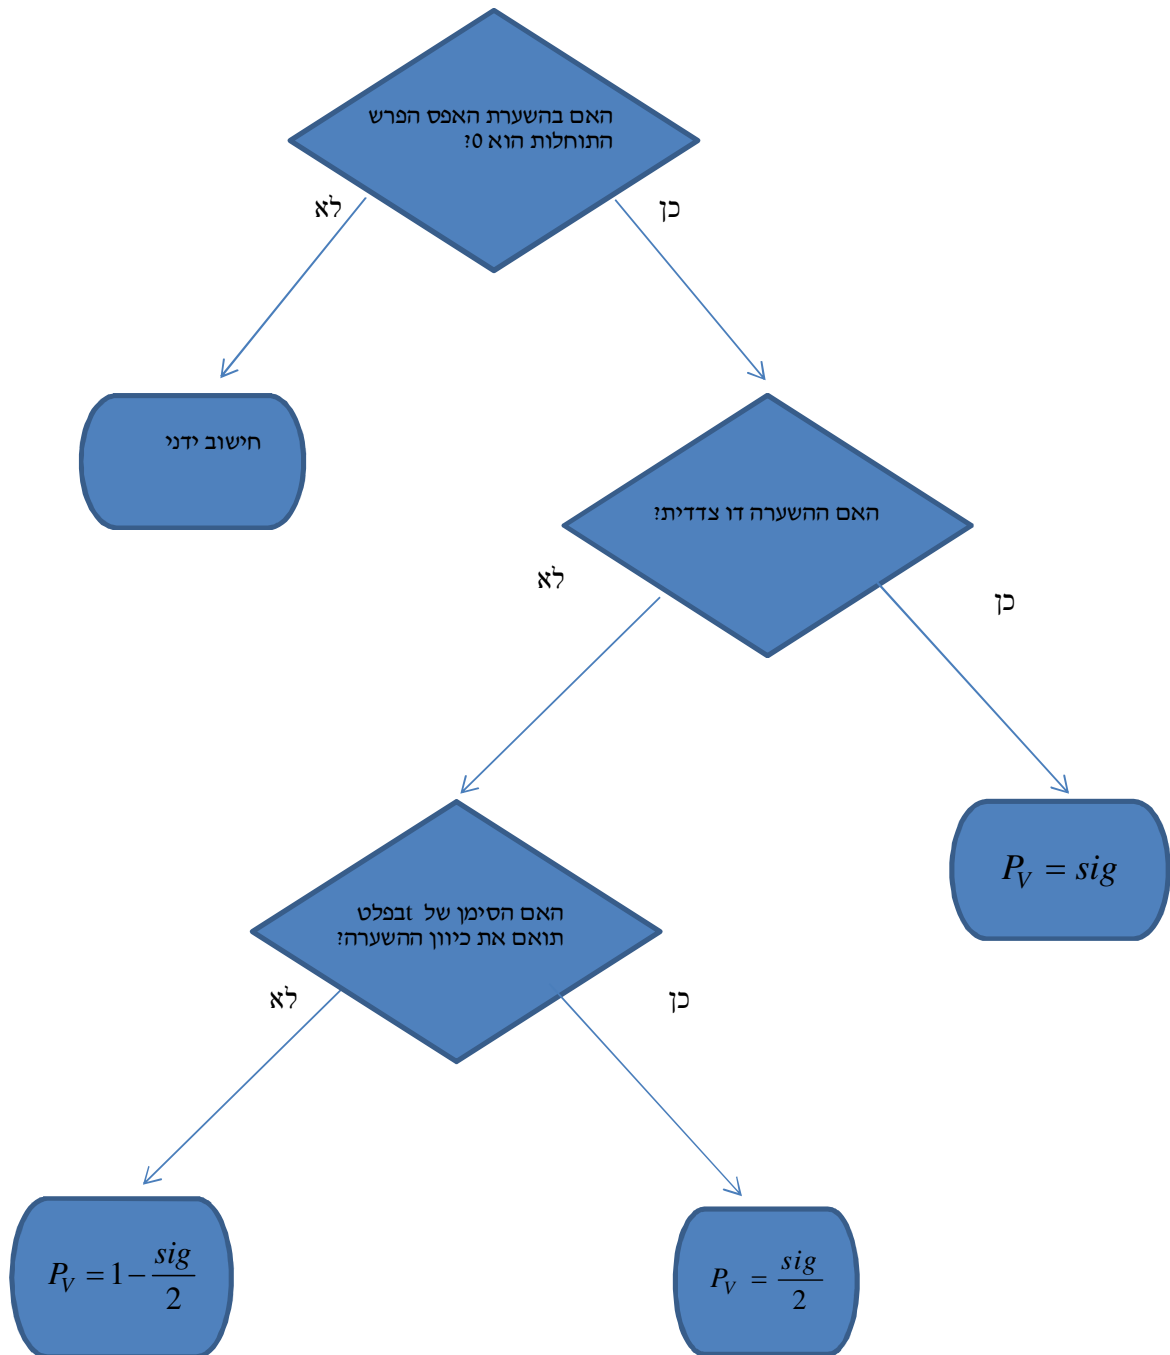 האם בהשערת האפס הפרש
התוחלות הוא 0?
לא
כן
חישוב ידני
האם ההשערה דו צדדית?
לא
כן
P_V = sig
האם הסימן של t בפלט
תואם את כיוון ההשערה?
לא
כן
P_V = 1 - sig/2
P_V = sig/2